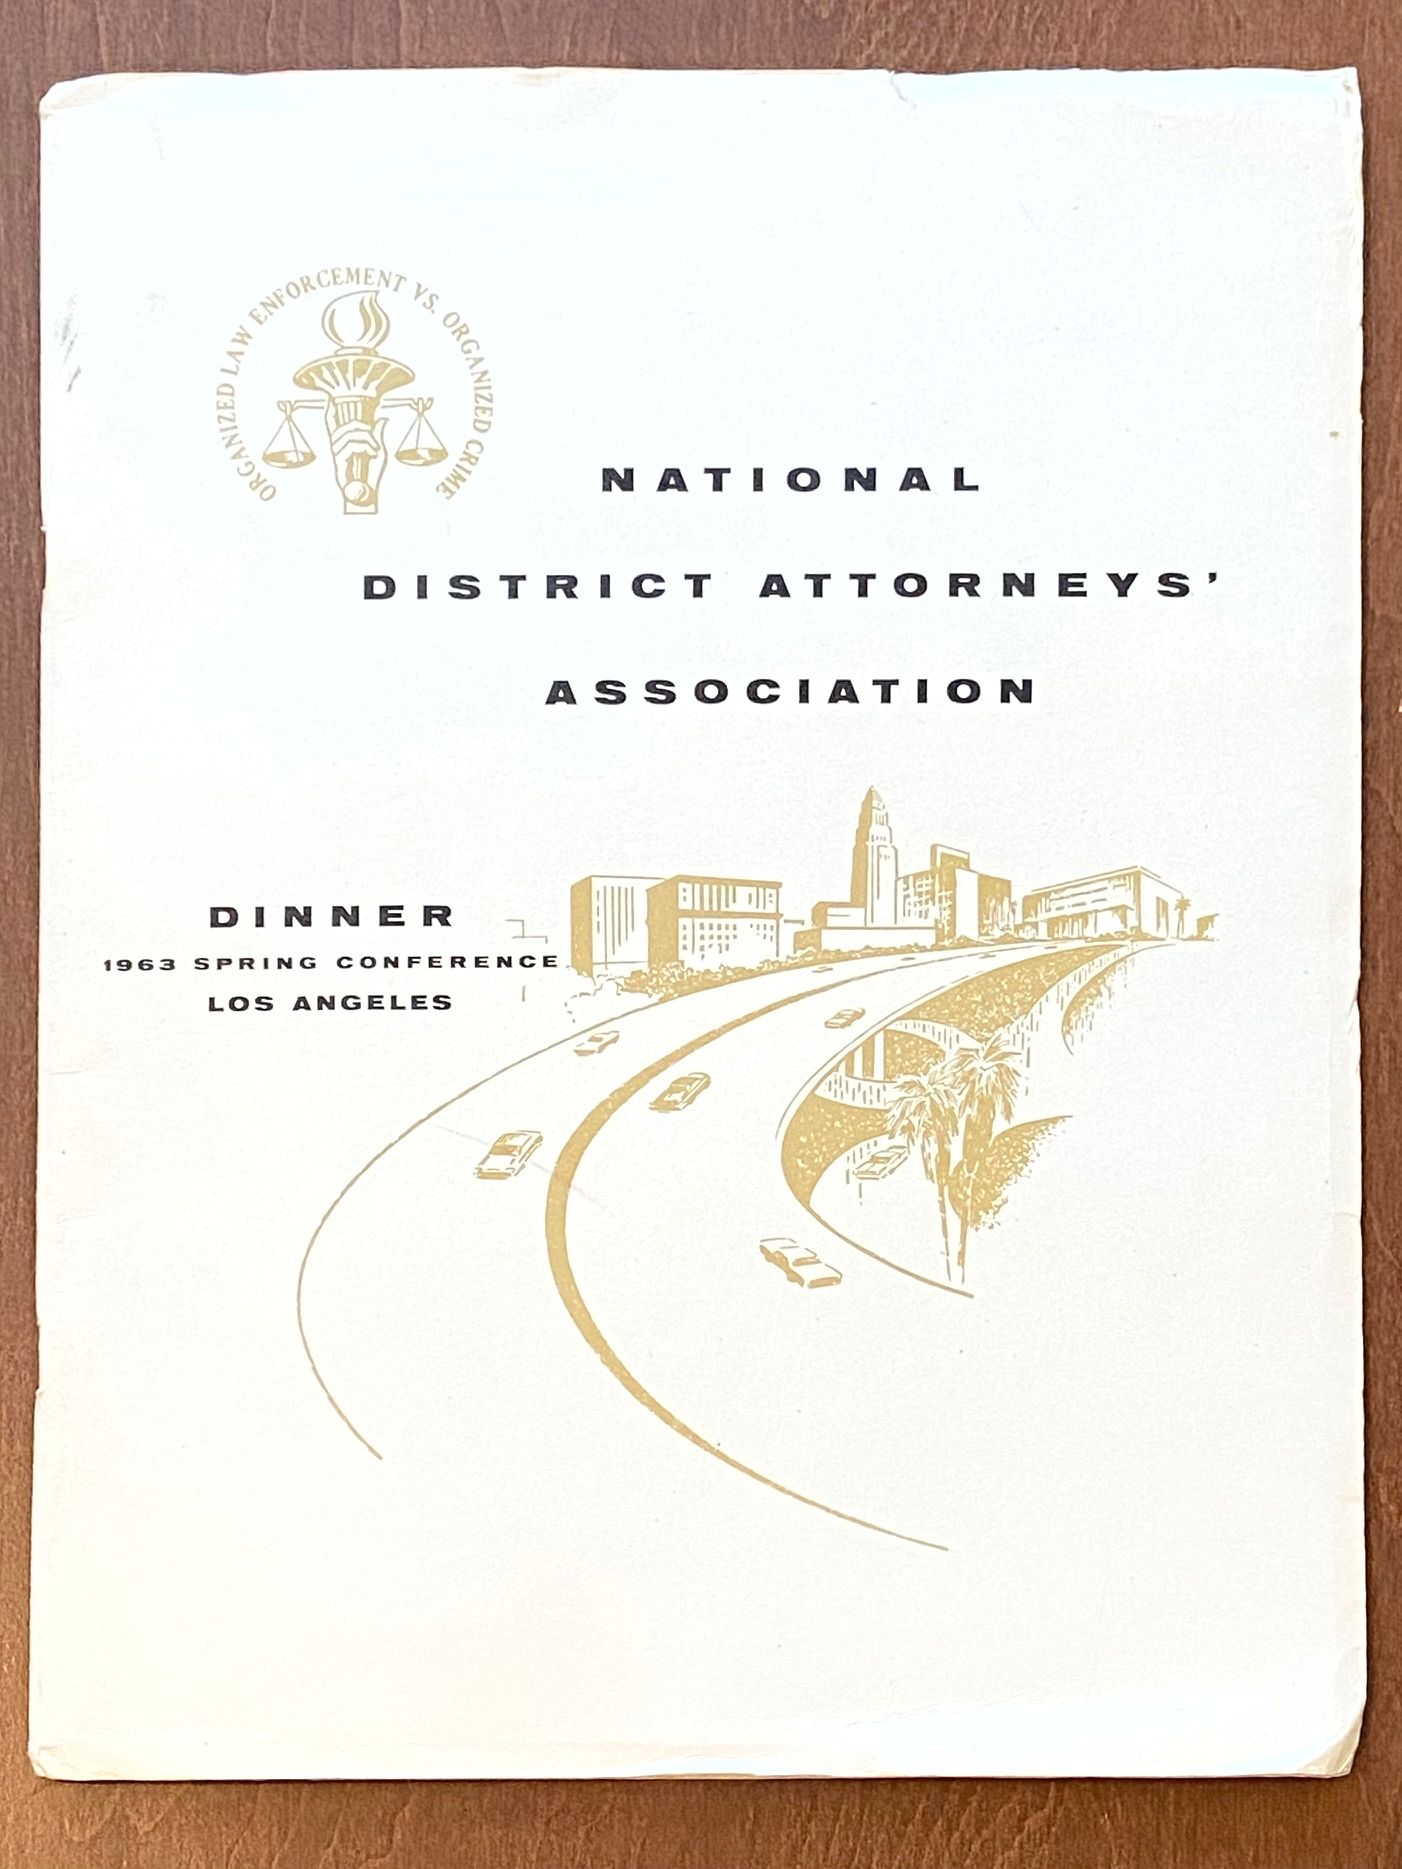 ORGANIZED LAW ENFORCEMENT VS. ORGANIZED CRIME
NATIONAL
DISTRICT ATTORNEYS'
ASSOCIATION
DINNER
1963 SPRING CONFERENCE
LOS ANGELES